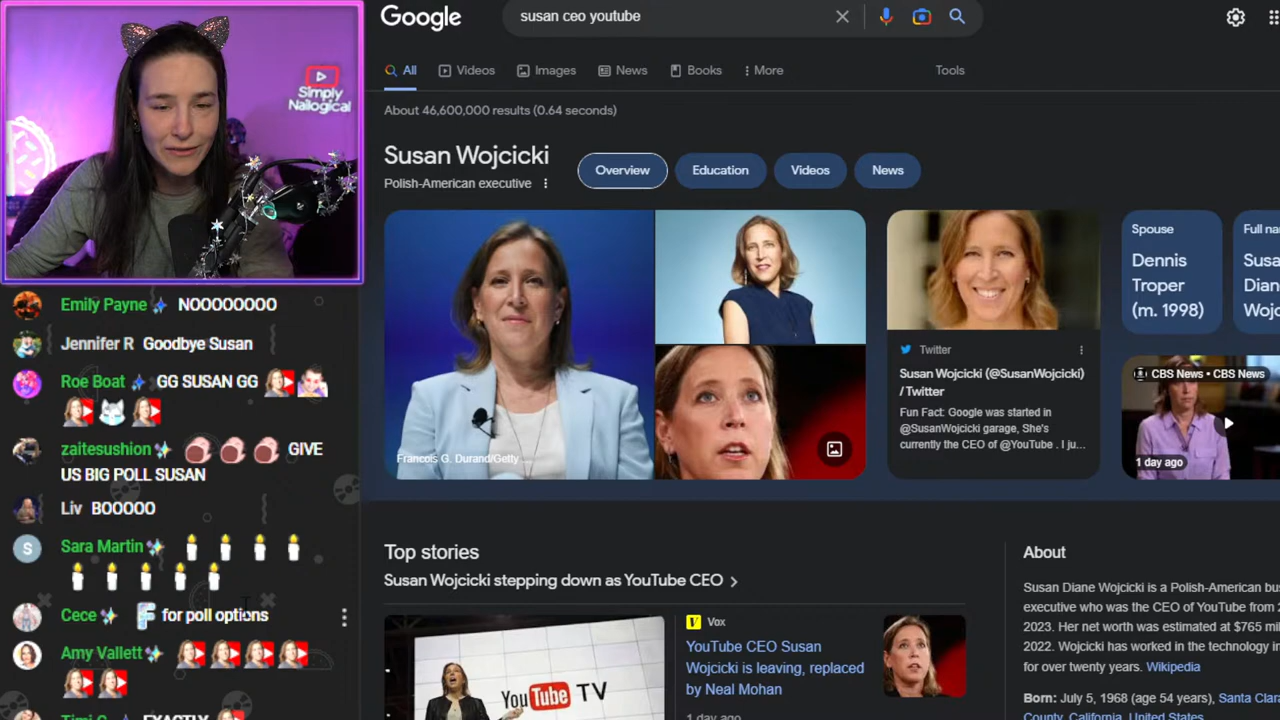 Simply
Nailogical
Emily Payne NOOOOOOOO
Jennifer R Goodbye Susan
Roe Boat GG SUSAN GG
zaitesushion GIVE
US BIG POLL SUSAN
Liv BOOOOO
S
Sara Martin
Cece F for poll options
Amy Vallett
EXACTLY
Google
susan ceo youtube
All
Videos
Images
News
Books
More
Tools
About 46,600,000 results (0.64 seconds)
Susan Wojcicki
Polish-American executive
Overview
Education
Videos
News
Francois G. Durand/Getty ...
Twitter
Susan Wojcicki (@SusanWojcicki)
/ Twitter
Fun Fact: Google was started in
@SusanWojcicki garage, She's
currently the CEO of @YouTube . I ju...
Spouse
Dennis
Troper
(m. 1998)
Full na
Susa
Dian
Wojc
CBS News • CBS News
1 day ago
Top stories
Susan Wojcicki stepping down as YouTube CEO
YouTube TV
V
Vox
YouTube CEO Susan
Wojcicki is leaving, replaced
by Neal Mohan
1 day ago
About
Susan Diane Wojcicki is a Polish-American bus
executive who was the CEO of YouTube from
2023. Her net worth was estimated at $765 mil
2022. Wojcicki has worked in the technology in
for over twenty years. Wikipedia
Born: July 5, 1968 (age 54 years), Santa Clara
County, California, United States